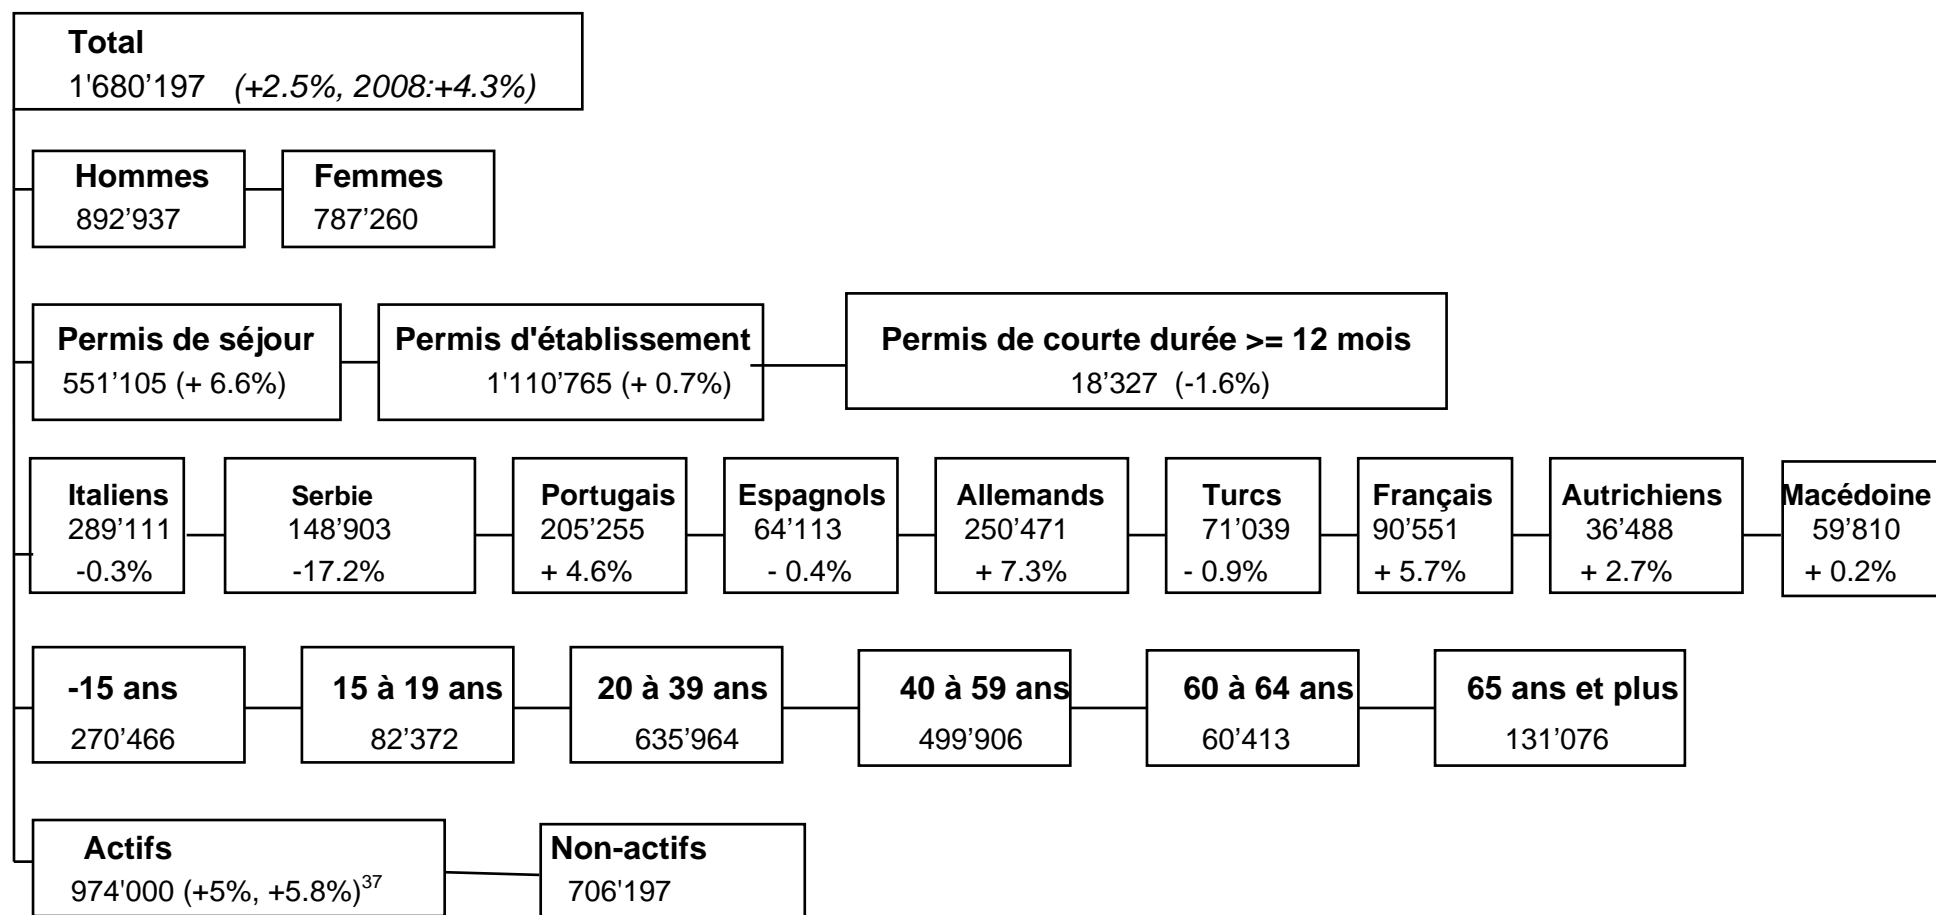 Total
1'680’197 (+2.5%, 2008:+4.3%)
Hommes
892’937
Femmes
787’260
Permis de séjour
551’105 (+ 6.6%)
Permis d'établissement
1'110’765 (+ 0.7%)
Permis de courte durée >= 12 mois
18’327 (-1.6%)
Italiens
289’111
-0.3%
Serbie
148’903
-17.2%
Portugais
205’255
+ 4.6%
Espagnols
64’113
- 0.4%
Allemands
250’471
+ 7.3%
Turcs
71’039
- 0.9%
Français
90’551
+ 5.7%
Autrichiens
36’488
+ 2.7%
Macédoine
59’810
+ 0.2%
-15 ans
270’466
15 à 19 ans
82’372
20 à 39 ans
635’964
40 à 59 ans
499’906
60 à 64 ans
60’413
65 ans et plus
131’076
Actifs
974'000 (+5%, +5.8%)37
Non-actifs
706'197